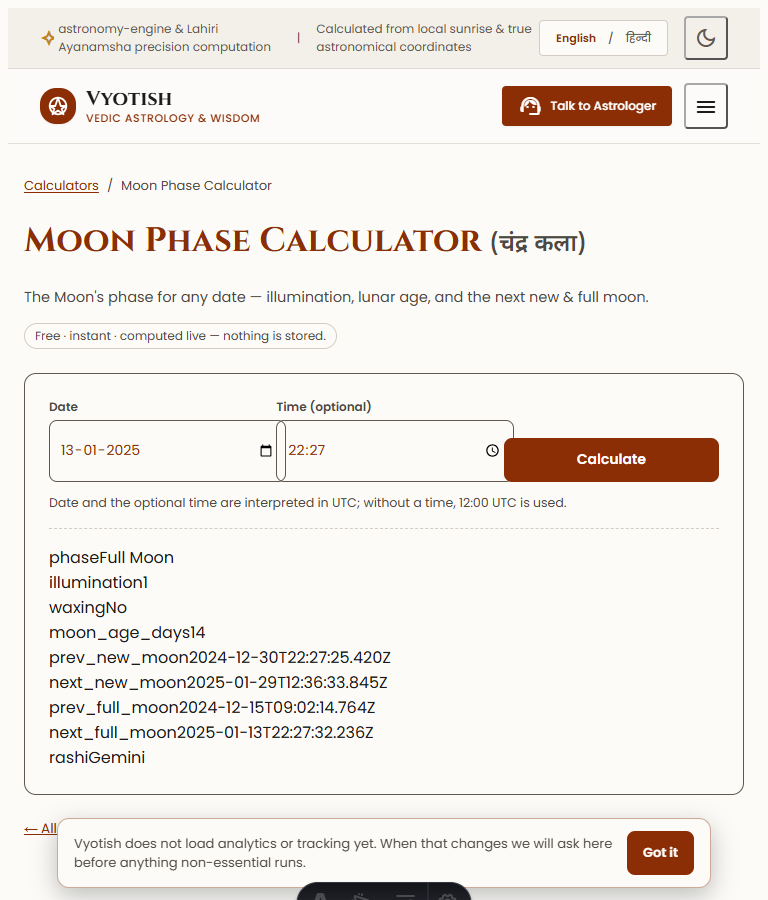 astronomy-engine & Lahiri
Ayanamsha precision computation
|
Calculated from local sunrise & true
astronomical coordinates
English / हिन्दी
Vyotish
VEDIC ASTROLOGY & WISDOM
Talk to Astrologer
Calculators / Moon Phase Calculator
Moon Phase Calculator (चंद्र कला)
The Moon's phase for any date — illumination, lunar age, and the next new & full moon.
Free · instant · computed live — nothing is stored.
Date
Time (optional)
13-01-2025
22:27
Calculate
Date and the optional time are interpreted in UTC; without a time, 12:00 UTC is used.
phaseFull Moon
illumination1
waxingNo
moon_age_days14
prev_new_moon2024-12-30T22:27:25.420Z
next_new_moon2025-01-29T12:36:33.845Z
prev_full_moon2024-12-15T09:02:14.764Z
next_full_moon2025-01-13T22:27:32.236Z
rashiGemini
← All
Vyotish does not load analytics or tracking yet. When that changes we will ask here
before anything non-essential runs.
Got it